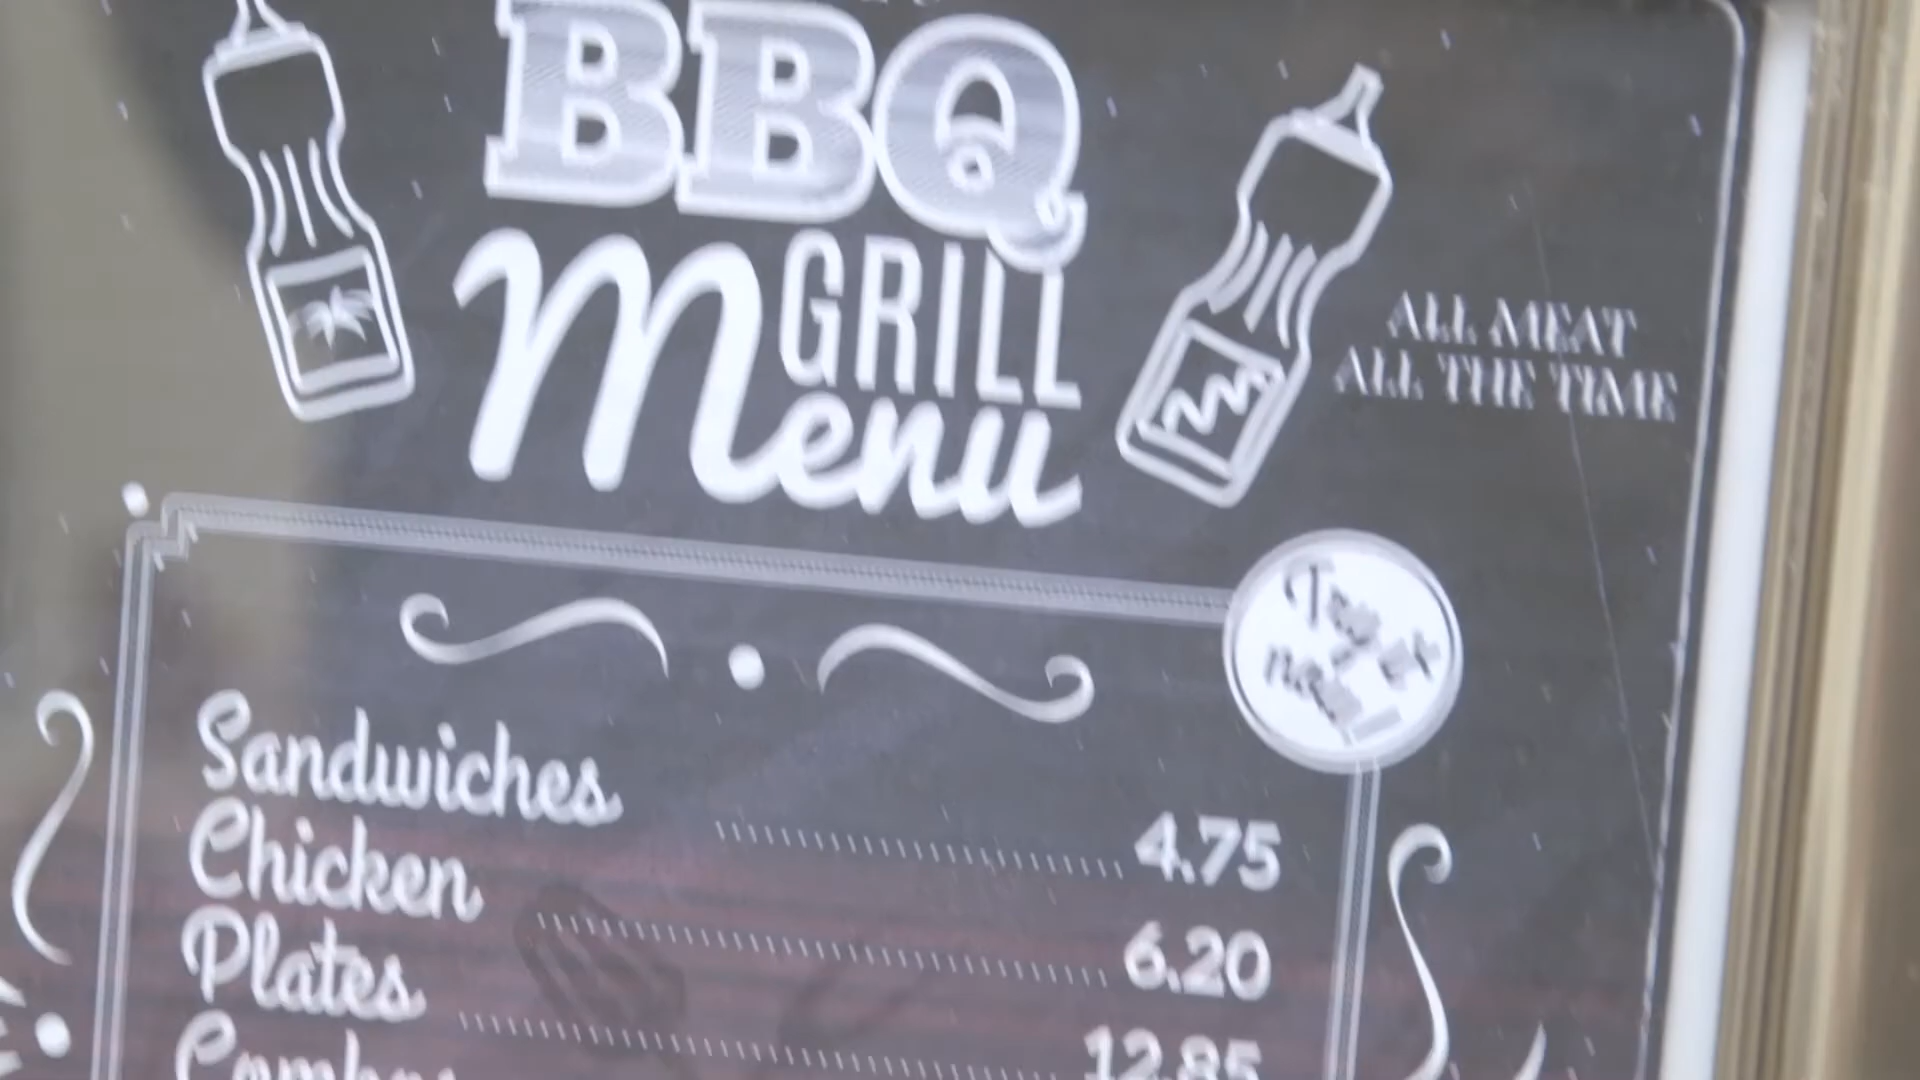 BBQ
GRILL
Menu
ALL MEAT
ALL THE TIME
Sandwiches 4.75
Chicken 6.20
Plates 12.85